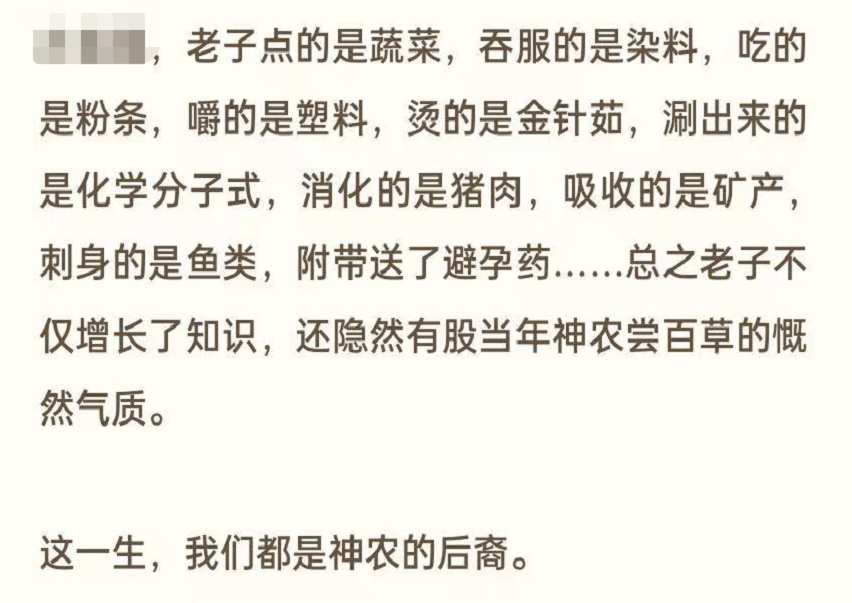 ，老子点的是蔬菜，吞服的是染料，吃的
是粉条，嚼的是塑料，烫的是金针茹，涮出来的
是化学分子式，消化的是猪肉，吸收的是矿产，
刺身的是鱼类，附带送了避孕药……总之老子不
仅增长了知识，还隐然有股当年神农尝百草的慨
然气质。
这一生，我们都是神农的后裔。